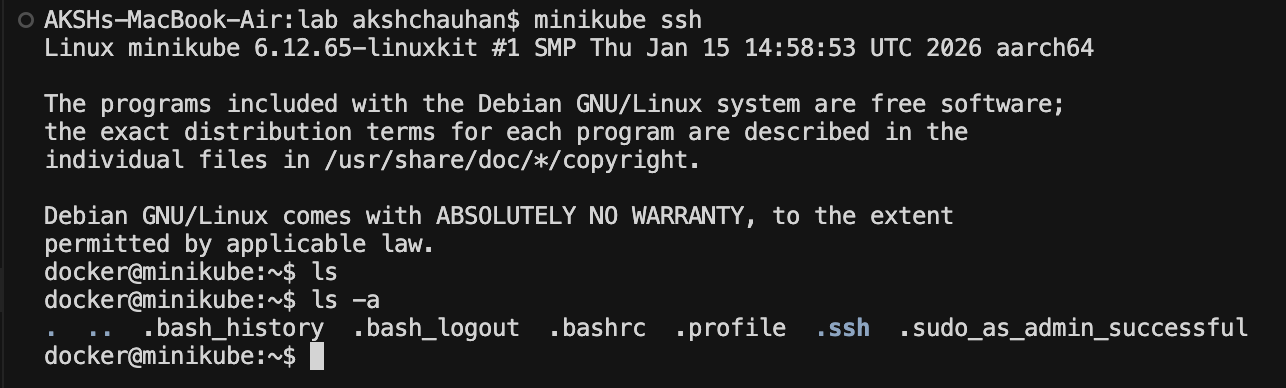 AKSHs-MacBook-Air:lab akshchauhan$ minikube ssh
Linux minikube 6.12.65-linuxkit #1 SMP Thu Jan 15 14:58:53 UTC 2026 aarch64
The programs included with the Debian GNU/Linux system are free software;
the exact distribution terms for each program are described in the
individual files in /usr/share/doc/*/copyright.
Debian GNU/Linux comes with ABSOLUTELY NO WARRANTY, to the extent
permitted by applicable law.
docker@minikube:~$ ls
docker@minikube:~$ ls -a
.  ..  .bash_history  .bash_logout  .bashrc  .profile  .ssh  .sudo_as_admin_successful
docker@minikube:~$